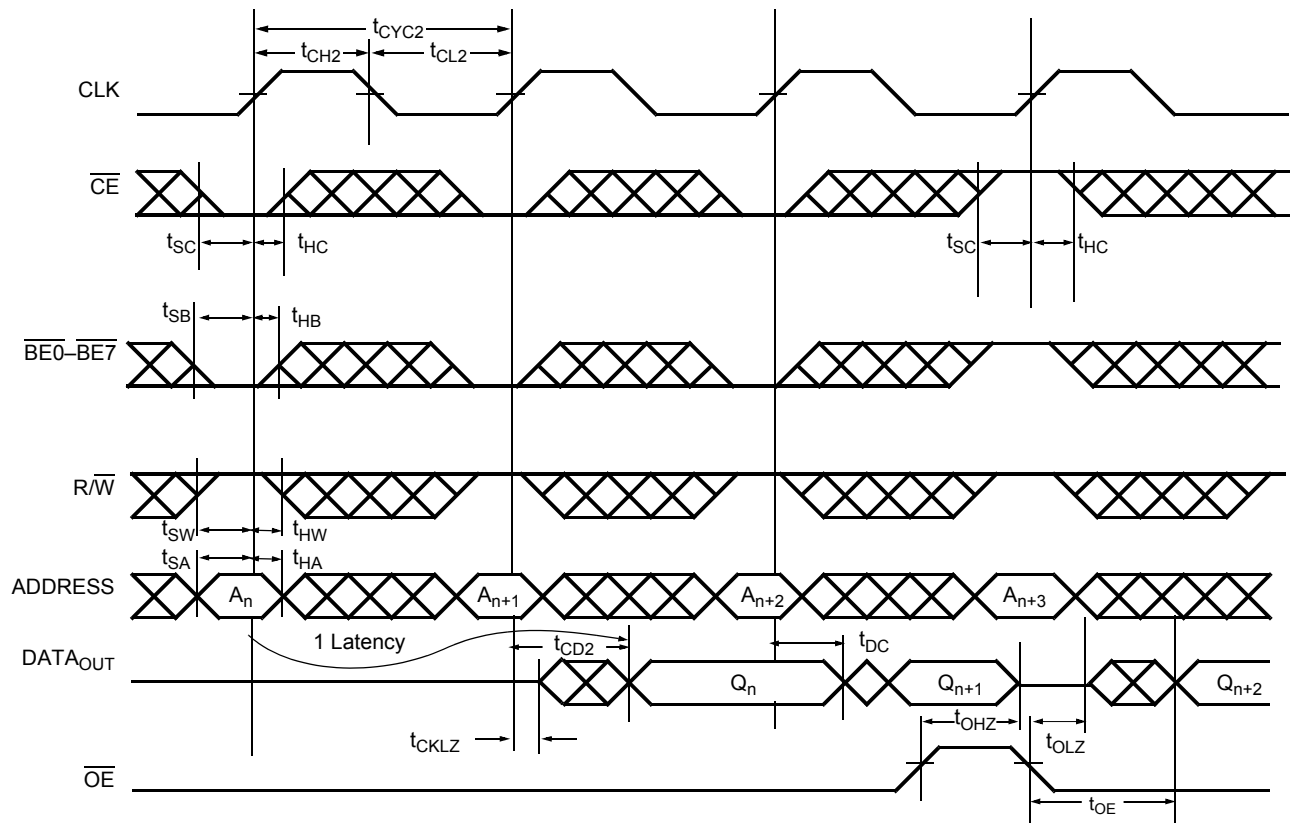 tCYC2
tCH2 tCL2
CLK
CE
tSC tHC tSC tHC
tSB tHB
BE0–BE7
R/W
tSW tHW
tSA tHA
ADDRESS An An+1 An+2 An+3
1 Latency tCD2 tDC
DATAOUT Qn Qn+1 Qn+2
tOHZ tOLZ
tCKLZ
OE
tOE